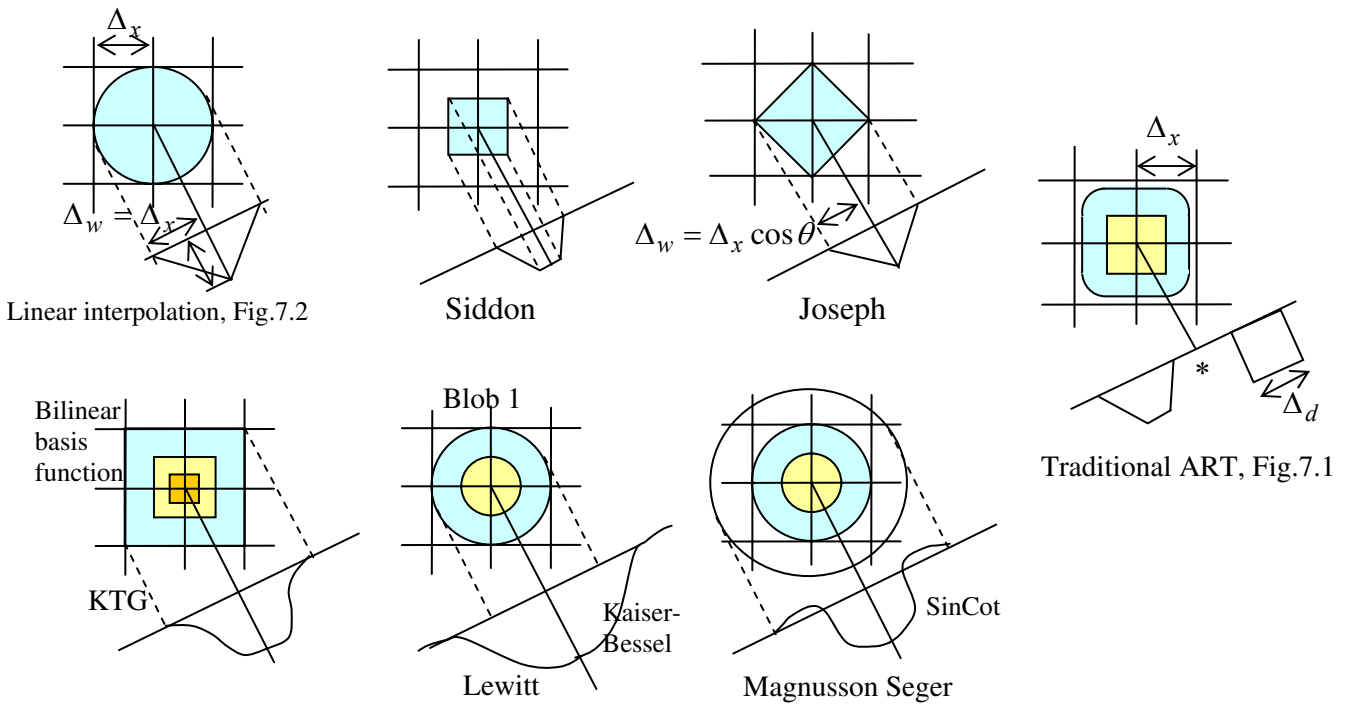 Δx
Δw = Δx
Linear interpolation, Fig.7.2
Siddon
Δw = Δx cos θ
Joseph
Δx
*
Δd
Traditional ART, Fig.7.1
Bilinear
basis
function
KTG
Blob 1
Kaiser-
Bessel
Lewitt
SinCot
Magnusson Seger